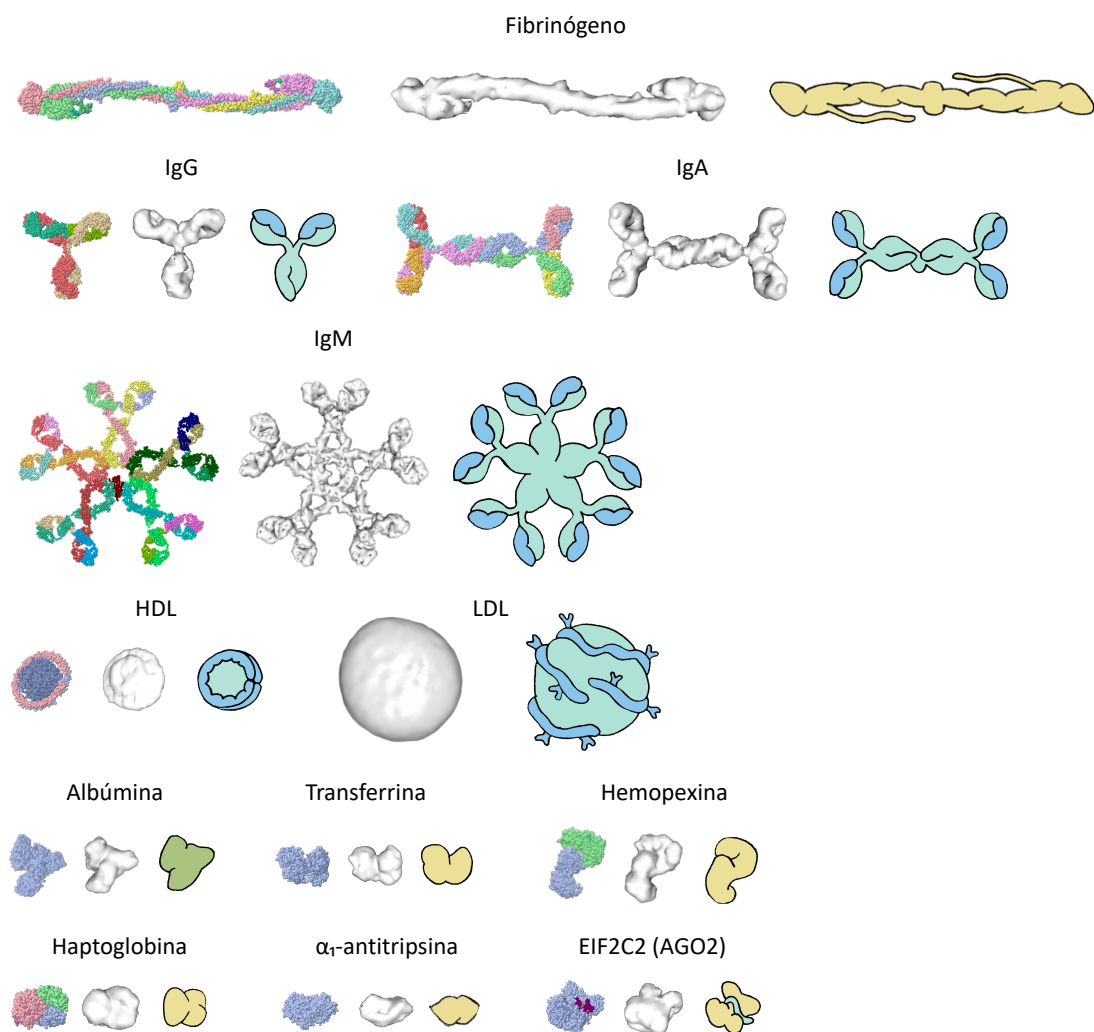 Fibrinógeno
IgG
IgA
IgM
HDL
LDL
Albúmina
Transferrina
Hemopexina
Haptoglobina
α₁-antitripsina
EIF2C2 (AGO2)